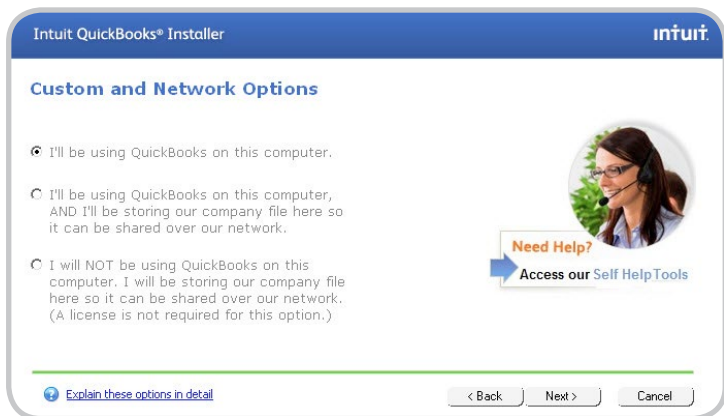 Intuit QuickBooks® Installer
intuit.
Custom and Network Options
I'll be using QuickBooks on this computer.
I'll be using QuickBooks on this computer,
AND I'll be storing our company file here so
it can be shared over our network.
I will NOT be using QuickBooks on this
computer. I will be storing our company file
here so it can be shared over our network.
(A license is not required for this option.)
Need Help?
Access our Self Help Tools
Explain these options in detail
< Back
Next >
Cancel